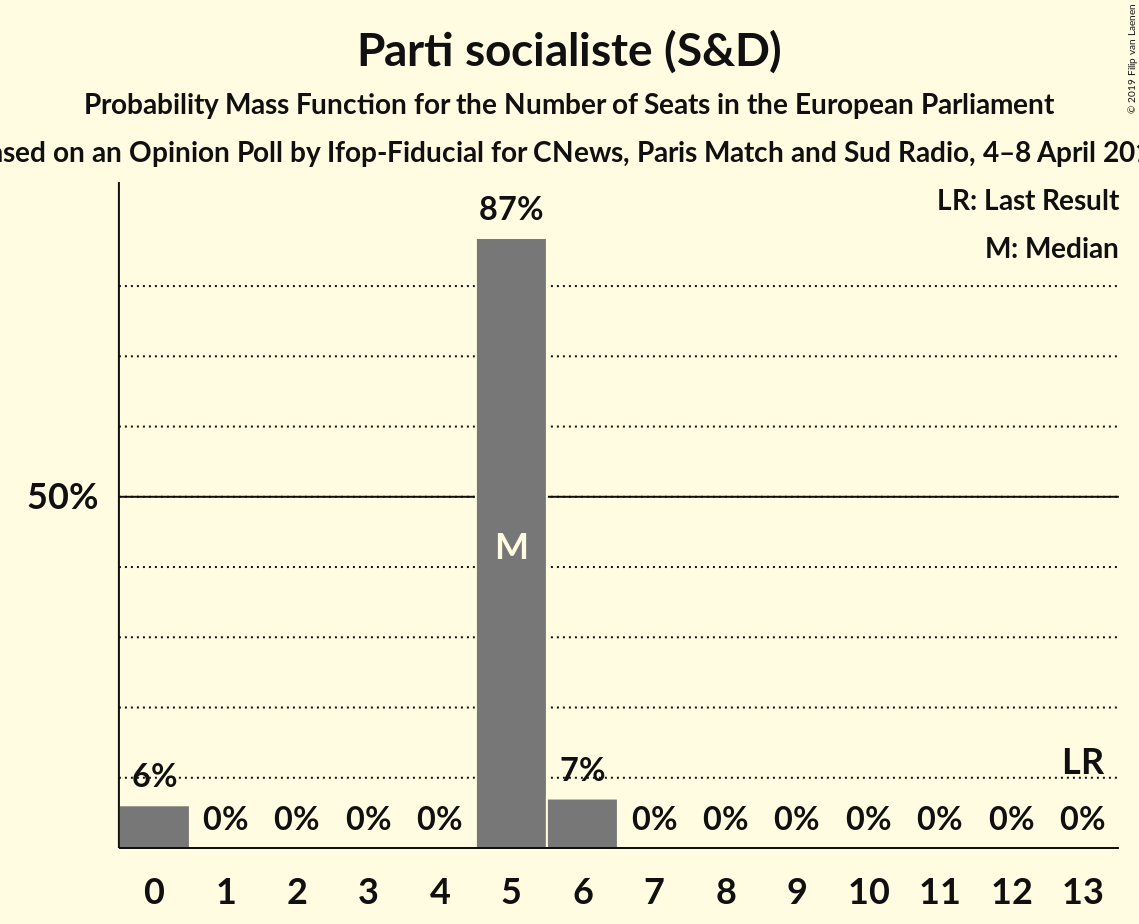 Parti socialiste (S&D)
Probability Mass Function for the Number of Seats in the European Parliament
on an Opinion Poll by Ifop-Fiducial for CNews, Paris Match and Sud Radio, 4–8 April
© 2019 Filip van Laenen
LR: Last Result
M: Median
87%
50%
M
LR
6% 0% 0% 0% 0% 7% 0% 0% 0% 0% 0% 0% 0%
0 1 2 3 4 5 6 7 8 9 10 11 12 13